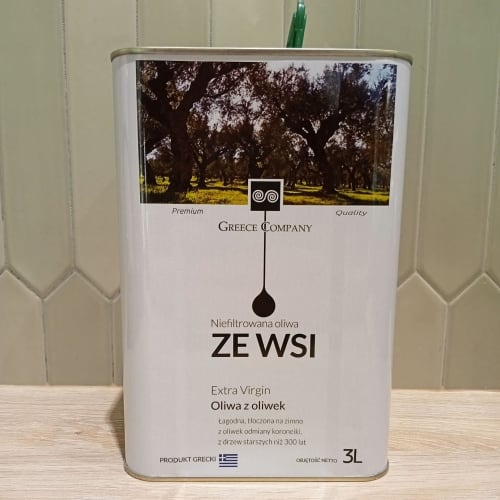 Premium
Quality
GREECE COMPANY
Niefiltrowana oliwa
ZE WSI
Extra Virgin
Oliwa z oliwek
Łagodna, tłoczona na zimno
z oliwek odmiany koroneiki,
z drzew starszych niż 300 lat
PRODUKT GRECKI
OBJĘTOŚĆ NETTO 3L